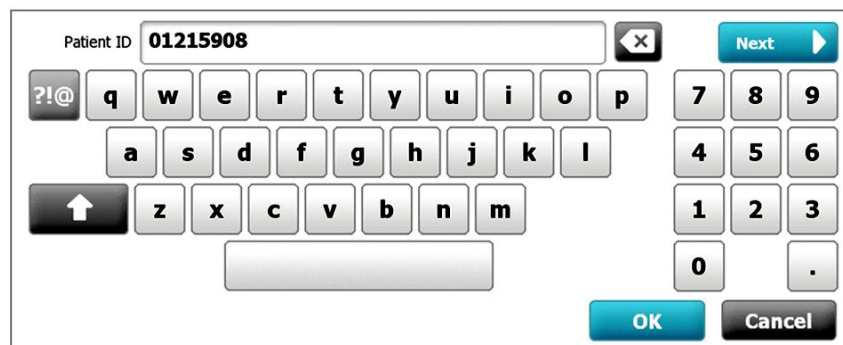 Patient ID 01215908 Next
?!@ q w e r t y u i o p 7 8 9
a s d f g h j k l 4 5 6
z x c v b n m 1 2 3
0 .
OK Cancel